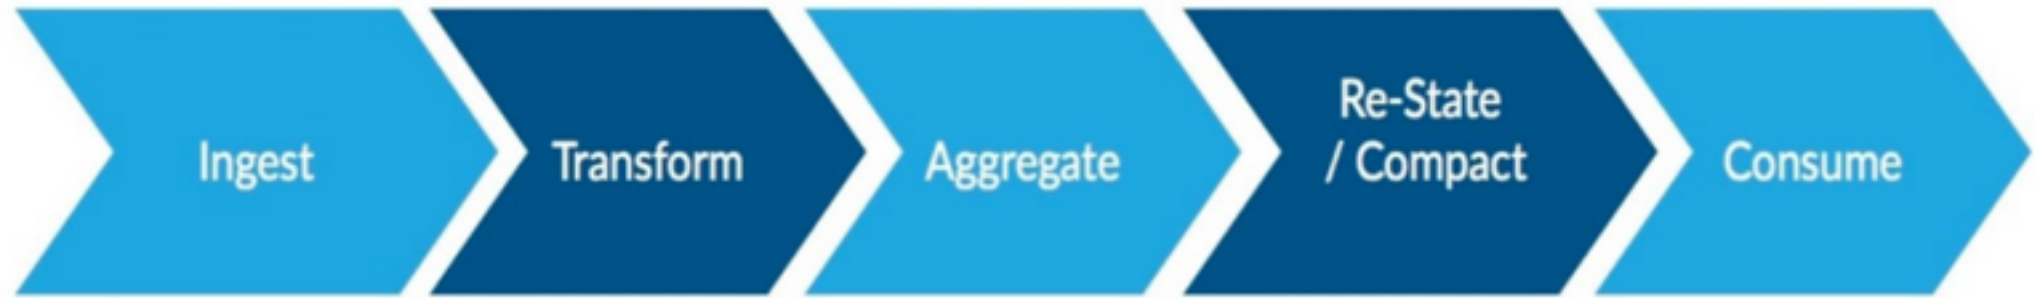 Ingest
Transform
Aggregate
Re-State
/ Compact
Consume